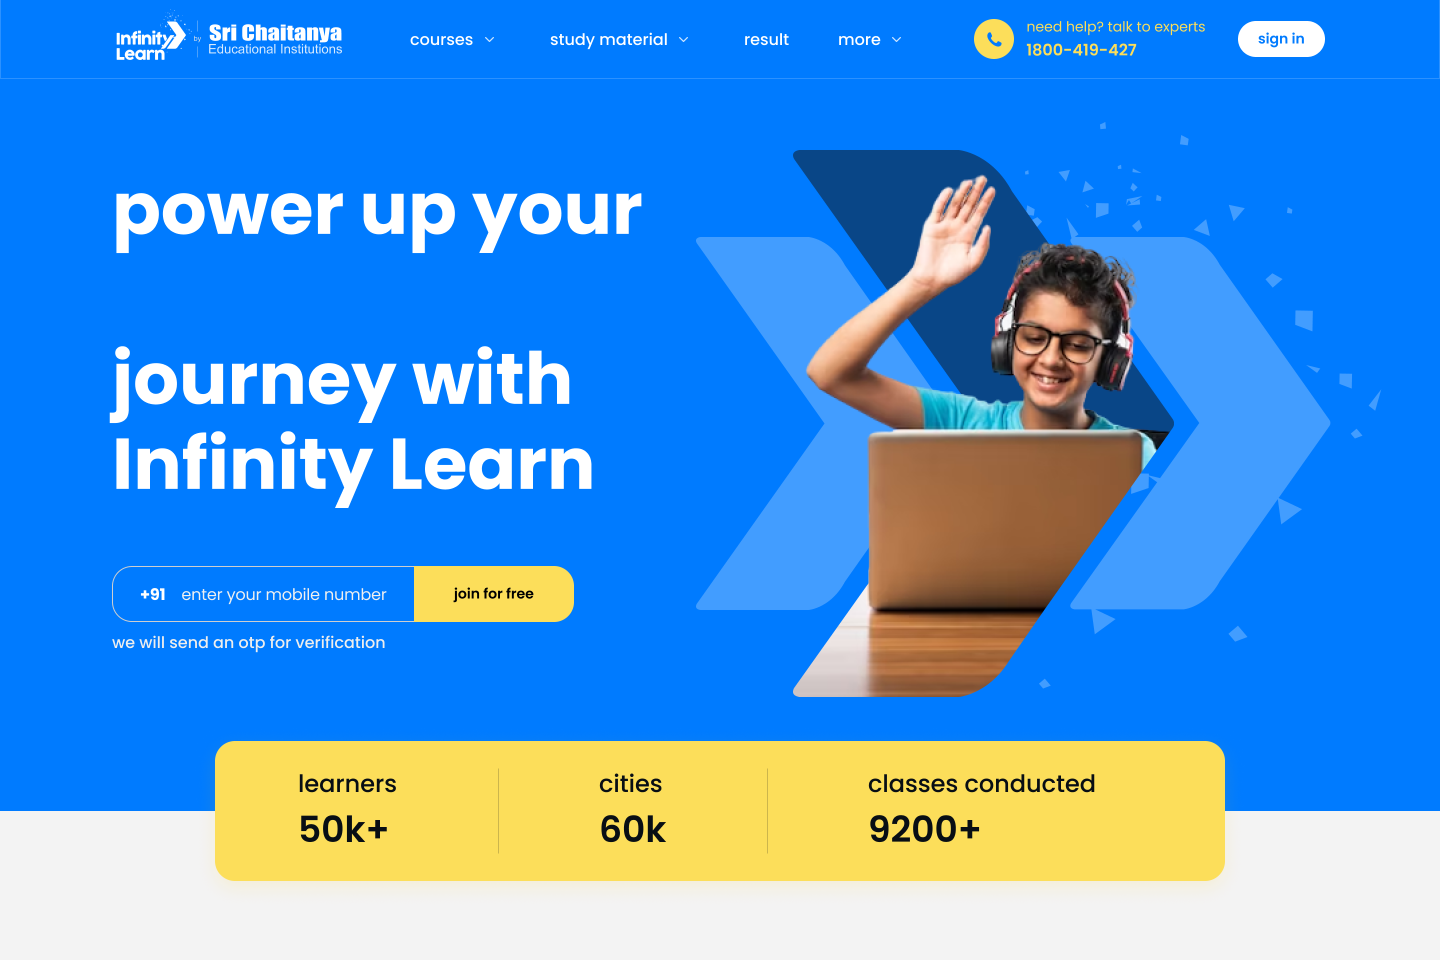 Infinity
Learn
by
Sri Chaitanya
Educational Institutions
courses
study material
result
more
need help? talk to experts
1800-419-427
sign in
power up your
journey with
Infinity Learn
+91 enter your mobile number
join for free
we will send an otp for verification
learners
50k+
cities
60k
classes conducted
9200+